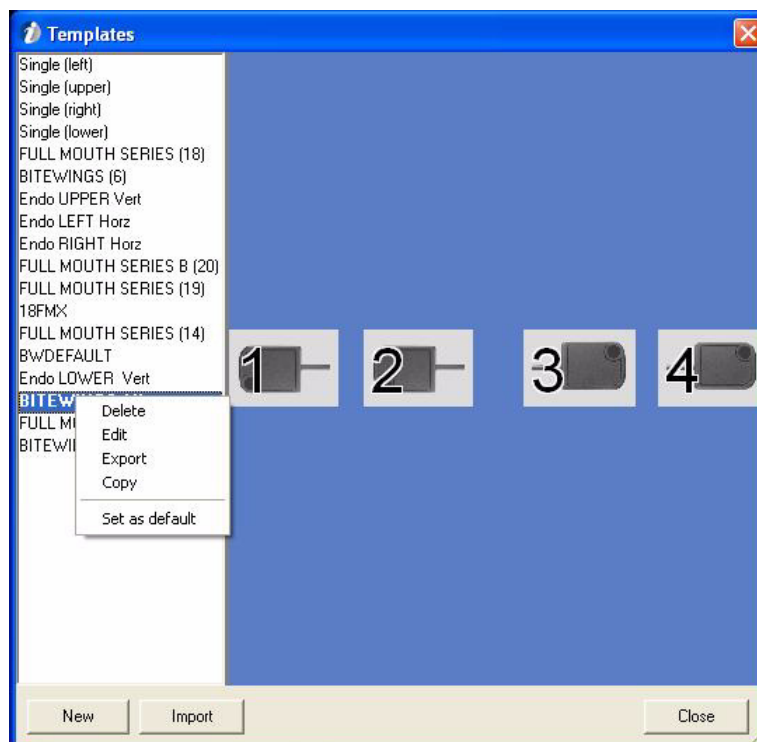 Templates
Single (left)
Single (upper)
Single (right)
Single (lower)
FULL MOUTH SERIES (18)
BITEWINGS (6)
Endo UPPER Vert
Endo LEFT Horz
Endo RIGHT Horz
FULL MOUTH SERIES B (20)
FULL MOUTH SERIES (19)
18FMX
FULL MOUTH SERIES (14)
BWDEFAULT
Endo LOWER Vert
FULL
Delete
Edit
Export
Copy
Set as default
1 2 3 4
New Import Close